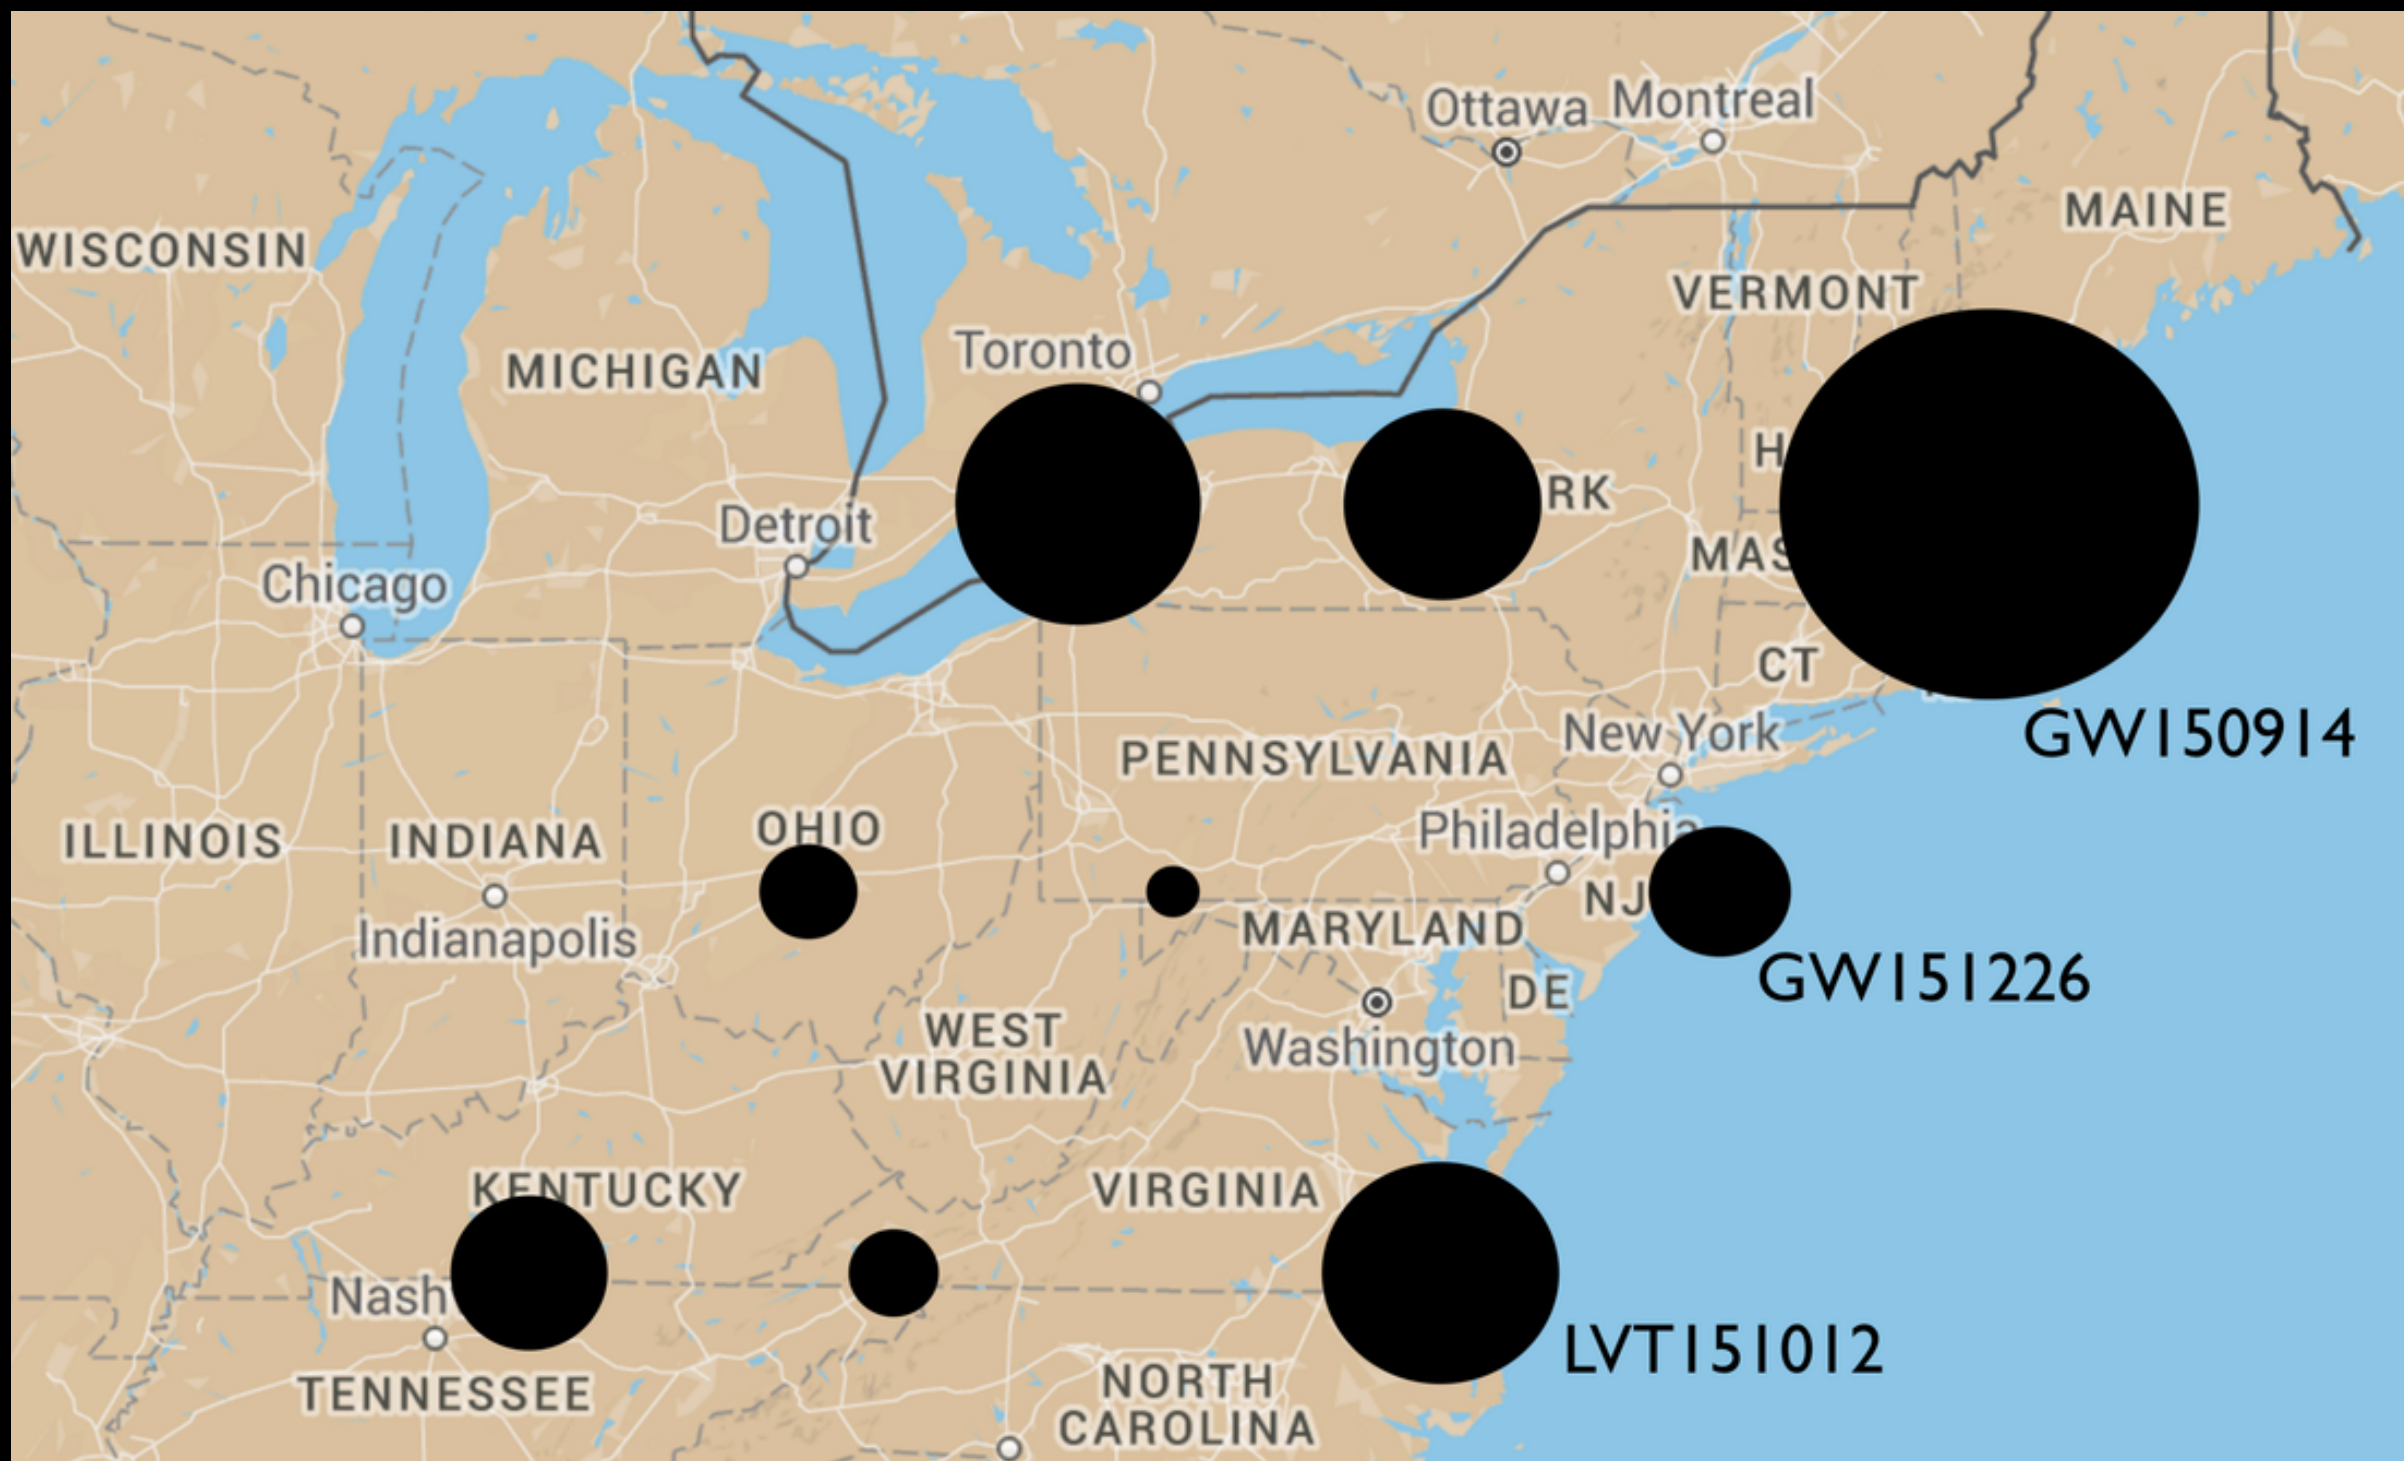 Ottawa
Montreal
MAINE
WISCONSIN
VERMONT
Toronto
MICHIGAN
H
RK
Detroit
MAS
Chicago
CT
New York
GW150914
PENNSYLVANIA
OHIO
Philadelphia
ILLINOIS
INDIANA
NJ
MARYLAND
Indianapolis
GW151226
DE
WEST
VIRGINIA
Washington
KENTUCKY
VIRGINIA
Nash
LVT151012
TENNESSEE
NORTH
CAROLINA